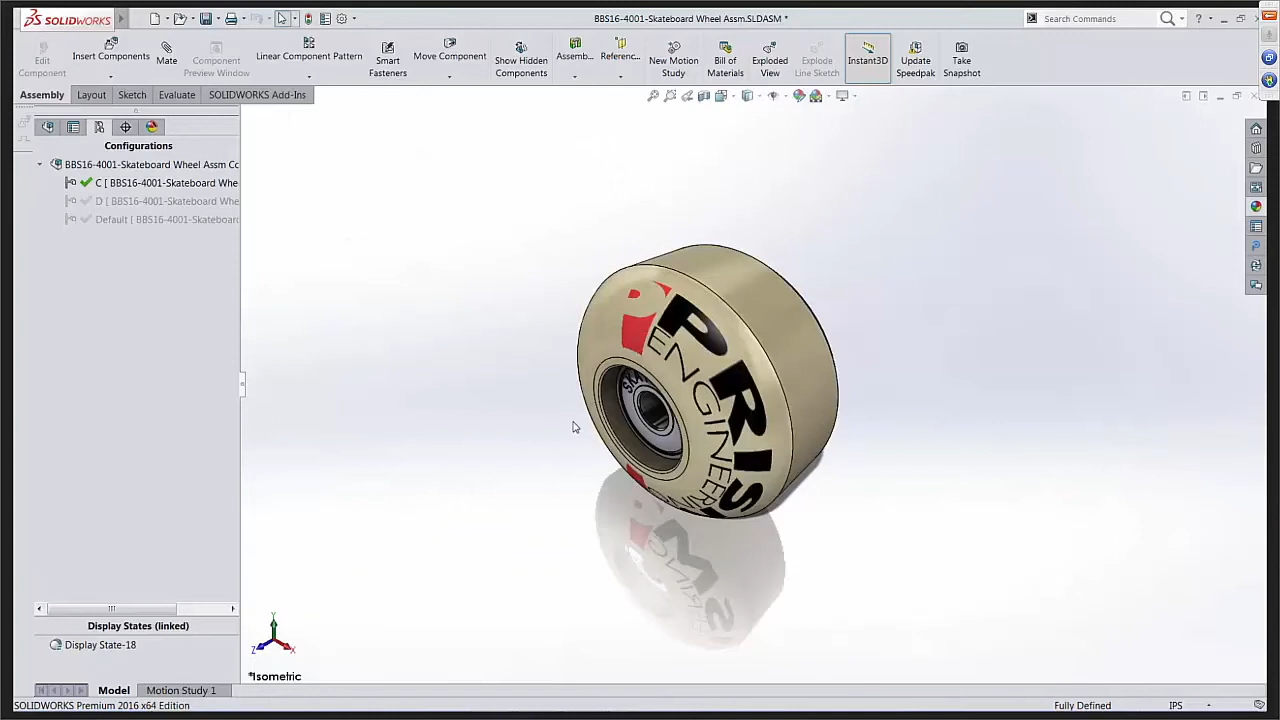 SOLIDWORKS
BBS16-4001-Skateboard Wheel Assm.SLDASM *
Search Commands
Edit Component
Insert Components
Mate
Component Preview Window
Linear Component Pattern
Smart Fasteners
Move Component
Show Hidden Components
Assemb...
Referenc...
New Motion Study
Bill of Materials
Exploded View
Explode Line Sketch
Instant3D
Update Speedpak
Take Snapshot
Assembly
Layout
Sketch
Evaluate
SOLIDWORKS Add-Ins
Configurations
BBS16-4001-Skateboard Wheel Assm Co
C [ BBS16-4001-Skateboard Whe
D [ BBS16-4001-Skateboard Whe
Default [ BBS16-4001-Skateboard
PRIS
ENGINEER
SKA
Display States (linked)
Display State-18
Y
Z
X
*Isometric
Model
Motion Study 1
SOLIDWORKS Premium 2016 x64 Edition
Fully Defined
IPS